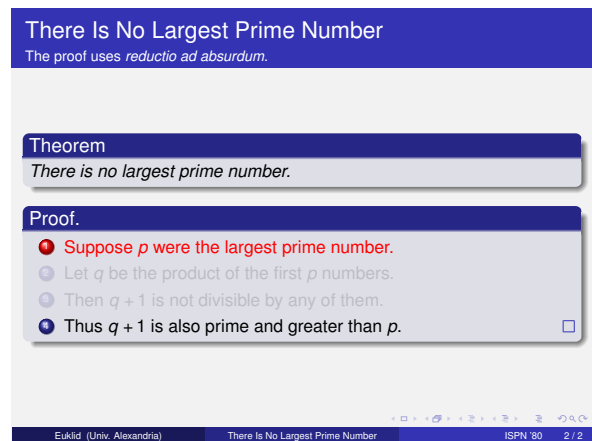 There Is No Largest Prime Number
The proof uses reductio ad absurdum.
Theorem
There is no largest prime number.
Proof.
1 Suppose p were the largest prime number.
2 Let q be the product of the first p numbers.
3 Then q + 1 is not divisible by any of them.
4 Thus q + 1 is also prime and greater than p.
Euklid (Univ. Alexandria) There Is No Largest Prime Number ISPN '80 2 / 2